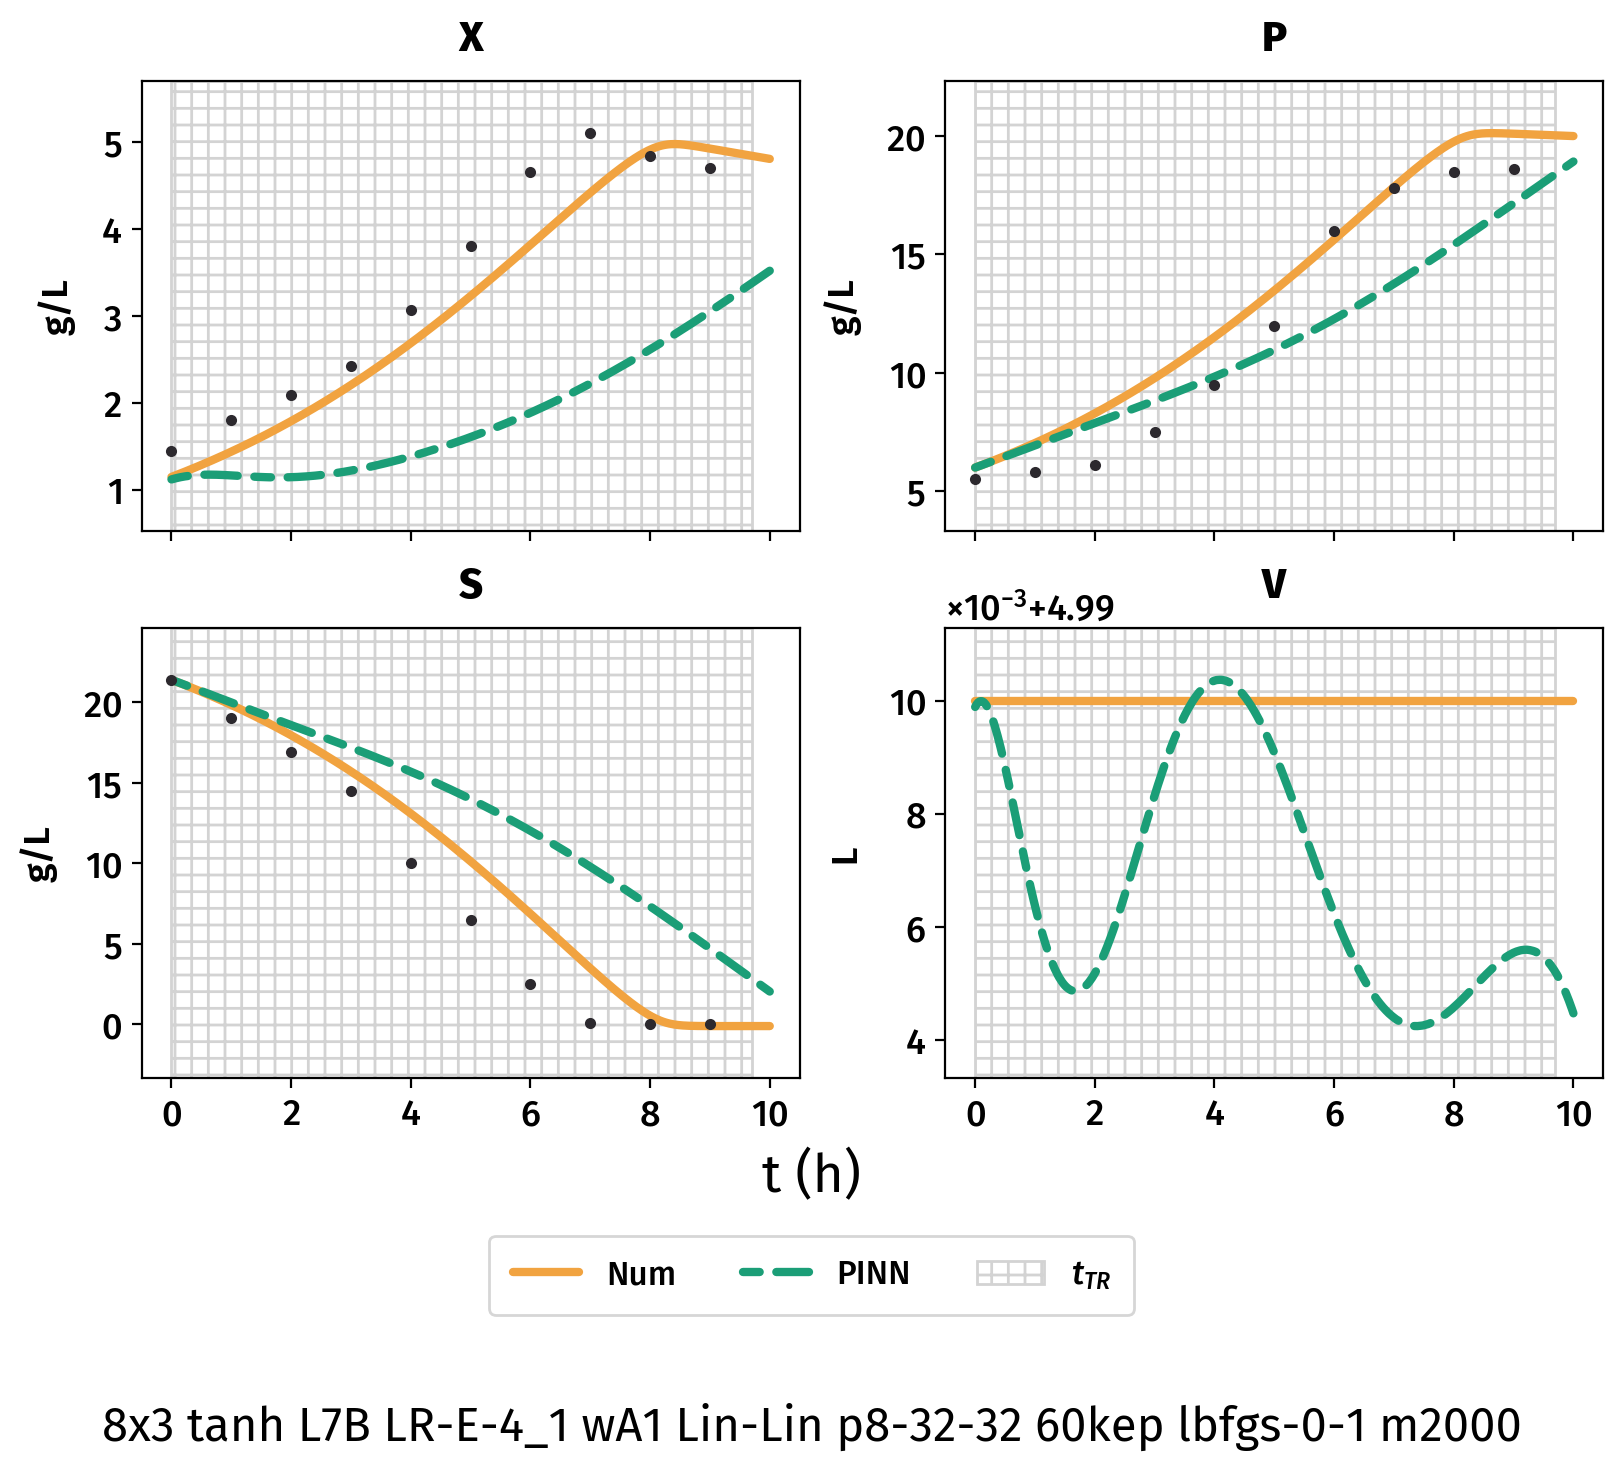 X
P
5
4
3
2
1
g/L
20
15
10
5
g/L
S
V
×10⁻³+4.99
20
15
10
5
0
g/L
10
8
6
4
L
0 2 4 6 8 10
0 2 4 6 8 10
t (h)
Num PINN t_TR
8x3 tanh L7B LR-E-4_1 wA1 Lin-Lin p8-32-32 60kep lbfgs-0-1 m2000